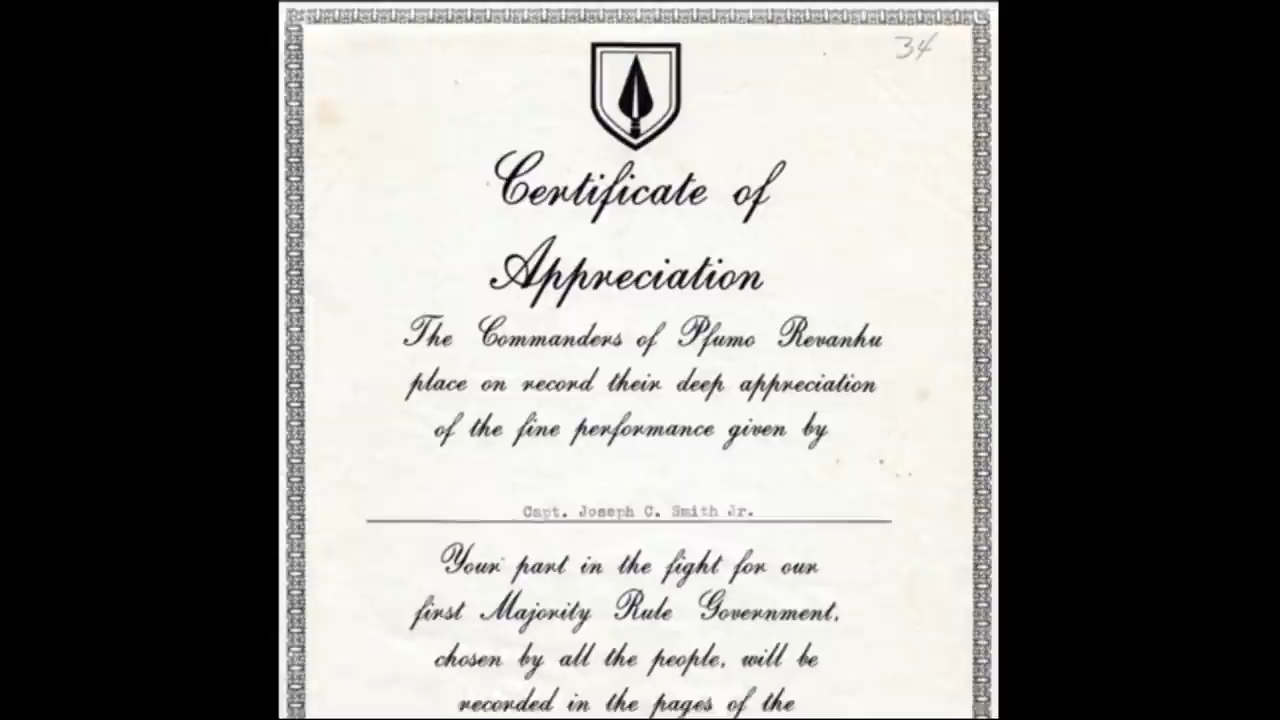 34
Certificate of
Appreciation
The Commanders of Pfumo Revanhu
place on record their deep appreciation
of the fine performance given by
Capt. Joseph C. Smith Jr.
Your part in the fight for our
first Majority Rule Government,
chosen by all the people, will be
recorded in the pages of the